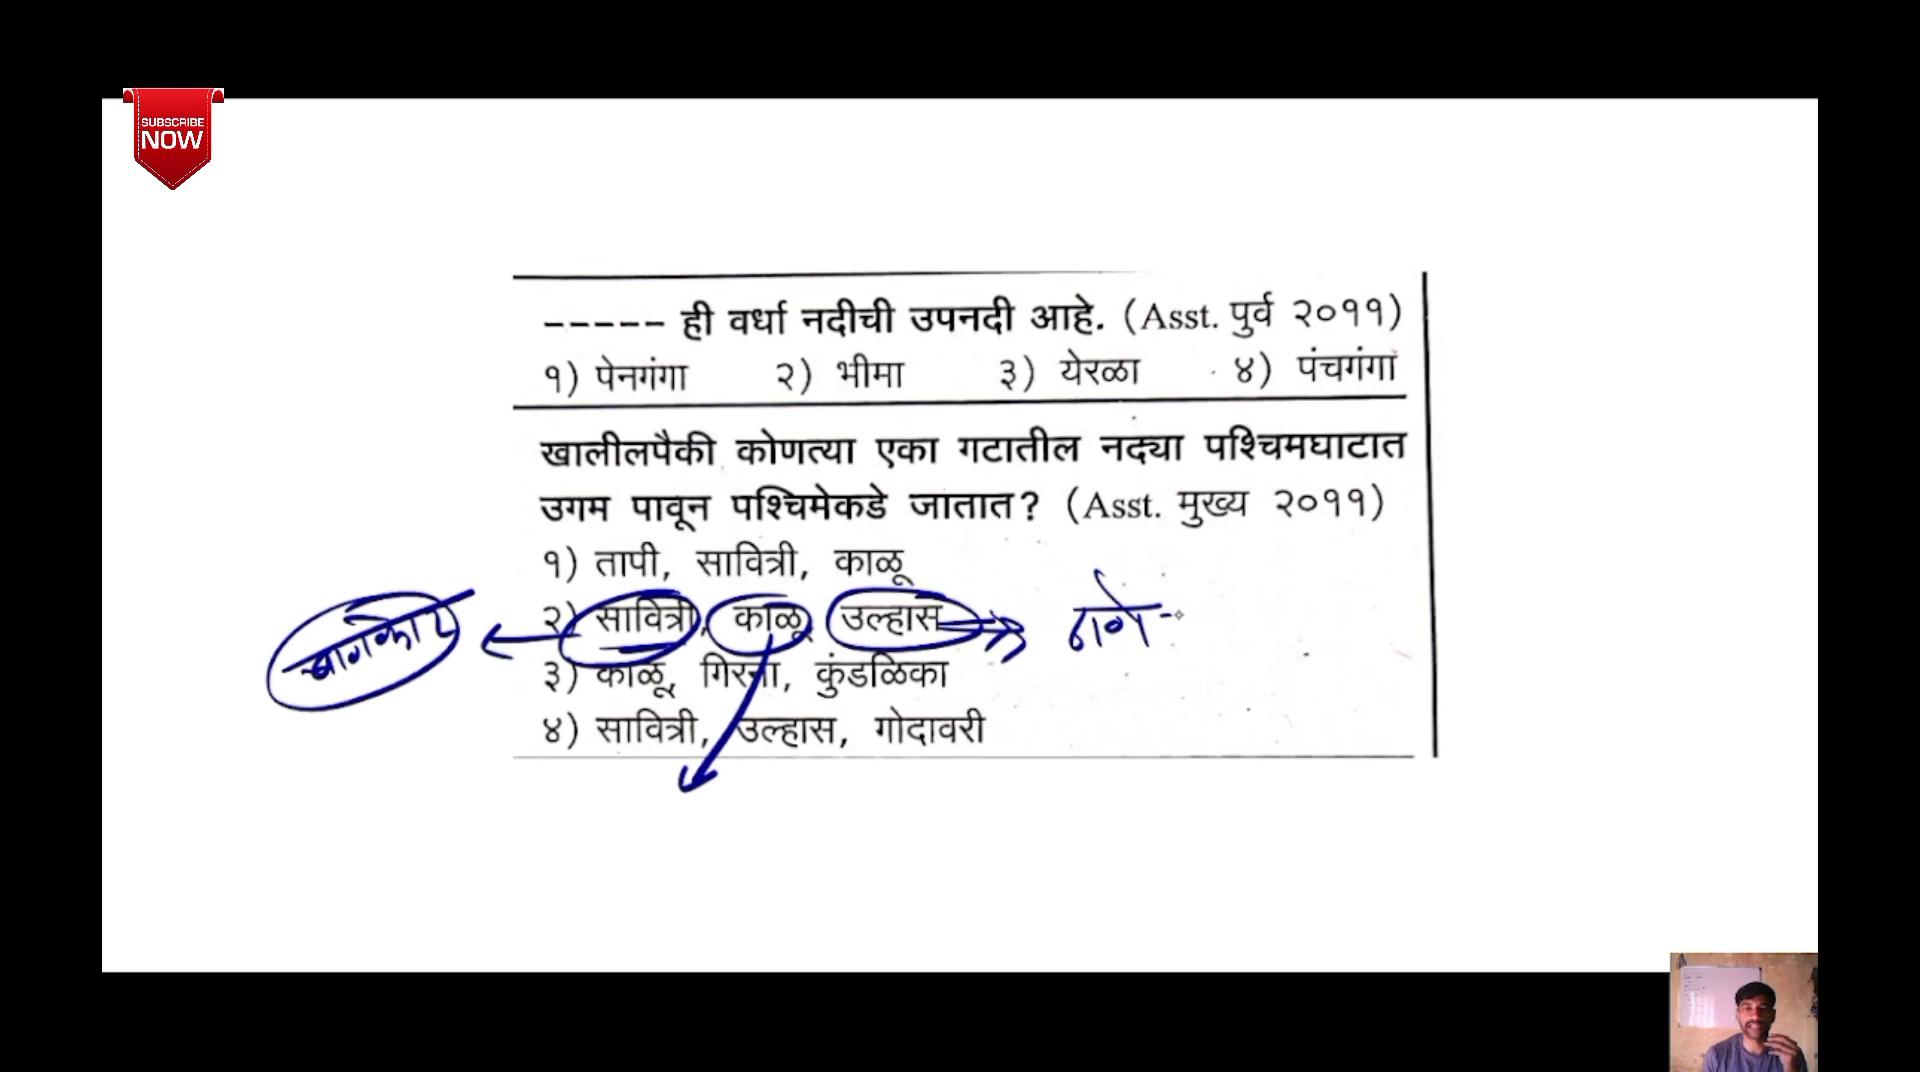 SUBSCRIBE
NOW
----- ही वर्धा नदीची उपनदी आहे. (Asst. पुर्व २०११)
१) पेनगंगा २) भीमा ३) येरळा ४) पंचगंगा
खालीलपैकी कोणत्या एका गटातील नद्या पश्चिमघाटात
उगम पावून पश्चिमेकडे जातात? (Asst. मुख्य २०११)
१) तापी, सावित्री, काळू
२) सावित्री, काळू उल्हास
३) काळू, गिरना, कुंडळिका
४) सावित्री, उल्हास, गोदावरी